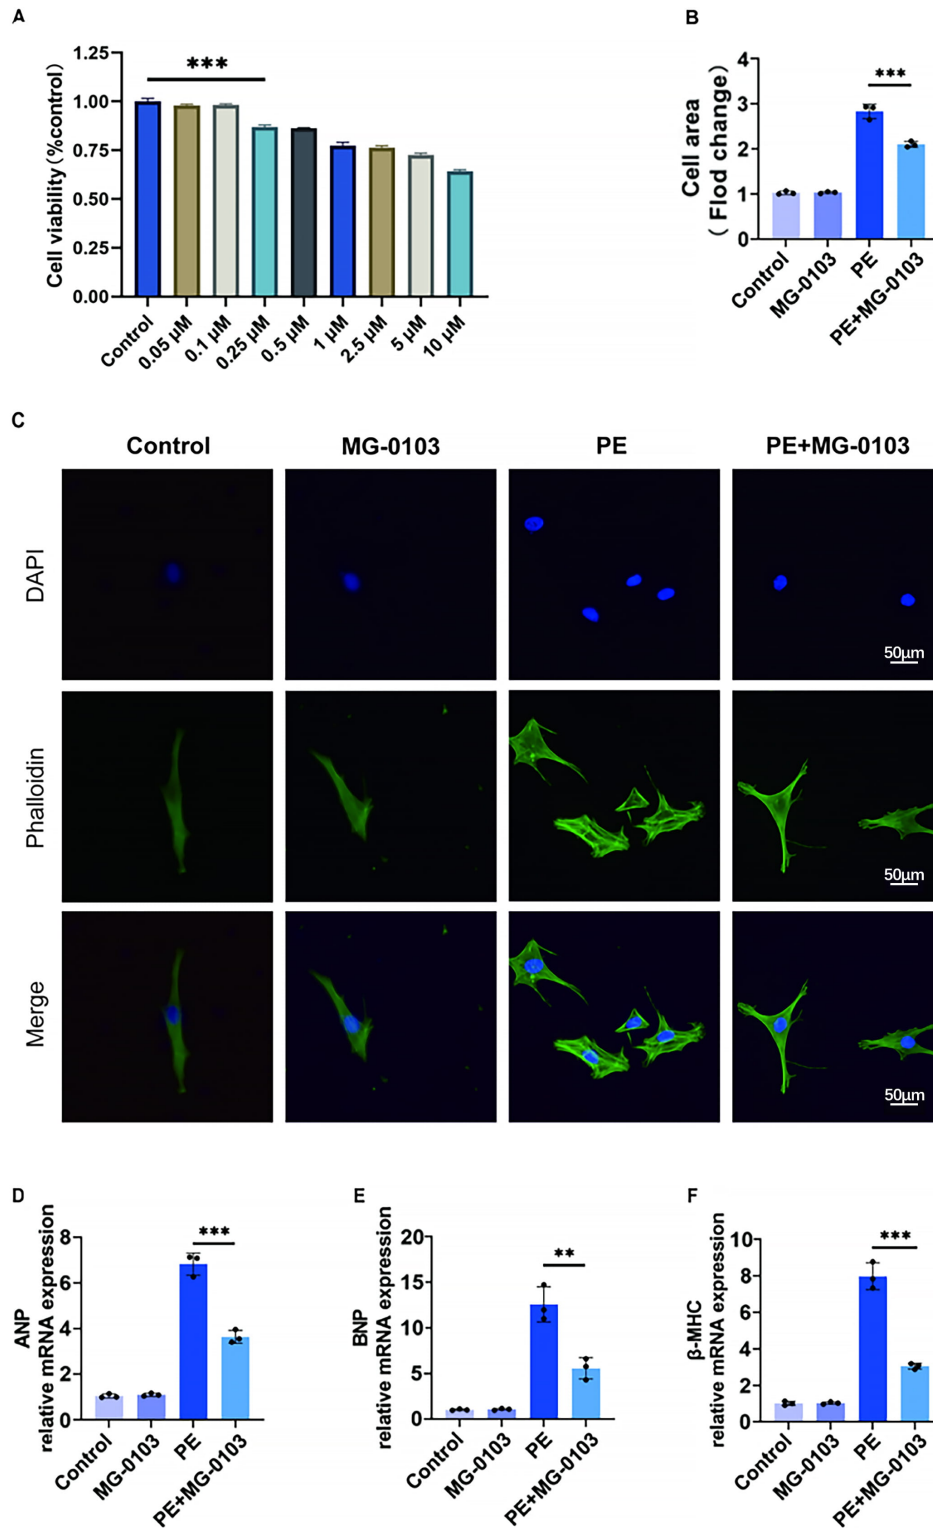 A
Cell viability (%control)
1.25
1.00
0.75
0.50
0.25
0.00
***
Control
0.05 μM
0.1 μM
0.25 μM
0.5 μM
1 μM
2.5 μM
5 μM
10 μM
B
Cell area
( Flod change)
4
3
2
1
0
***
Control
MG-0103
PE
PE+MG-0103
C
Control
MG-0103
PE
PE+MG-0103
DAPI
50μm
Phalloidin
50μm
Merge
50μm
D
ANP
relative mRNA expression
8
6
4
2
0
***
Control
MG-0103
PE
PE+MG-0103
E
BNP
relative mRNA expression
20
15
10
5
0
**
Control
MG-0103
PE
PE+MG-0103
F
β-MHC
relative mRNA expression
10
8
6
4
2
0
***
Control
MG-0103
PE
PE+MG-0103